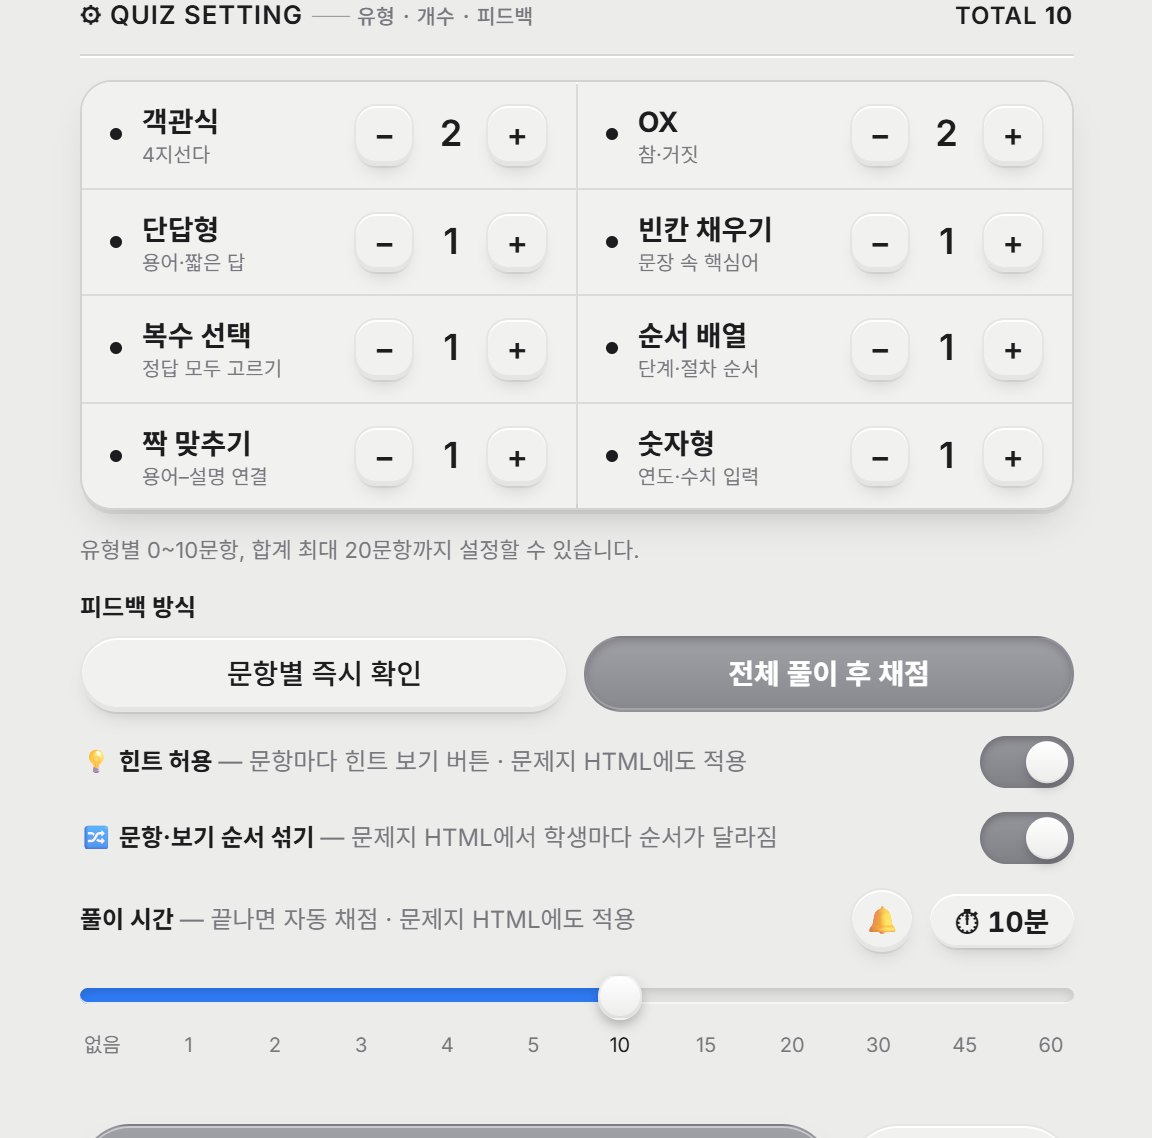 ⚙ QUIZ SETTING — 유형 · 개수 · 피드백
TOTAL 10
객관식
4지선다
− 2 +
OX
참·거짓
− 2 +
단답형
용어·짧은 답
− 1 +
빈칸 채우기
문장 속 핵심어
− 1 +
복수 선택
정답 모두 고르기
− 1 +
순서 배열
단계·절차 순서
− 1 +
짝 맞추기
용어–설명 연결
− 1 +
숫자형
연도·수치 입력
− 1 +
유형별 0~10문항, 합계 최대 20문항까지 설정할 수 있습니다.
피드백 방식
문항별 즉시 확인
전체 풀이 후 채점
💡 힌트 허용 — 문항마다 힌트 보기 버튼 · 문제지 HTML에도 적용
🔀 문항·보기 순서 섞기 — 문제지 HTML에서 학생마다 순서가 달라짐
풀이 시간 — 끝나면 자동 채점 · 문제지 HTML에도 적용
🔔 ⏱ 10분
없음 1 2 3 4 5 10 15 20 30 45 60